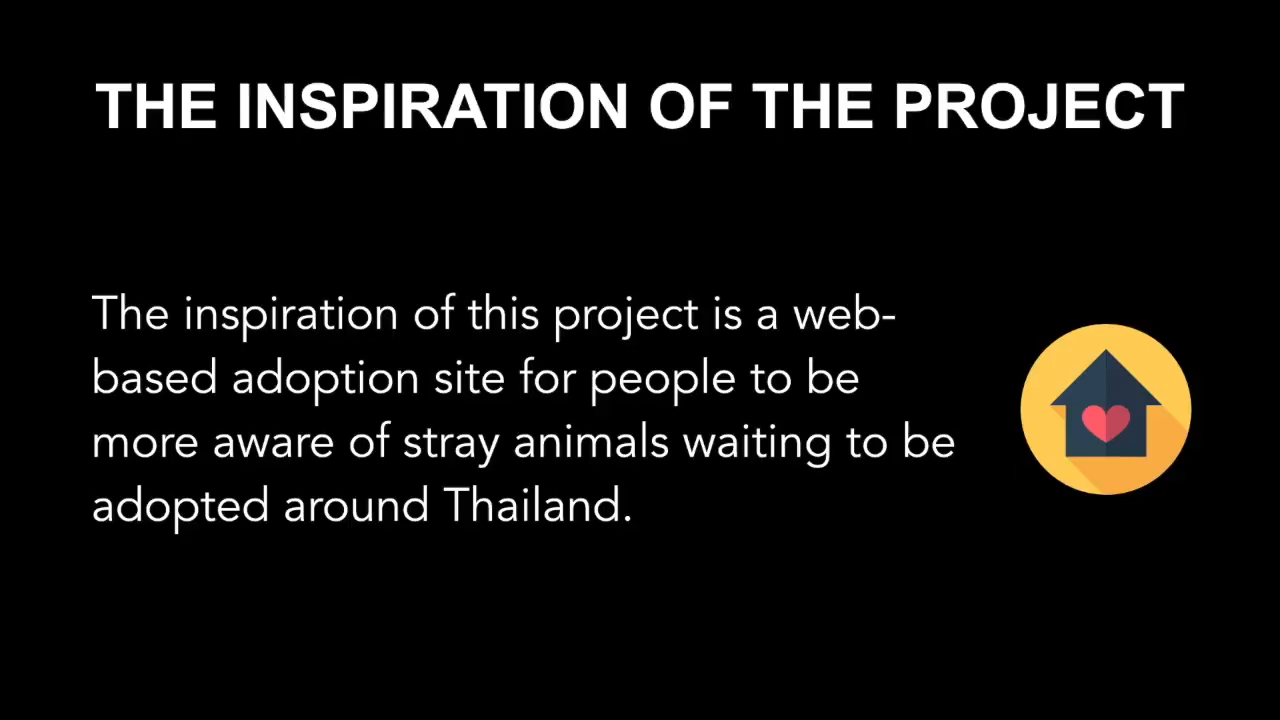 THE INSPIRATION OF THE PROJECT
The inspiration of this project is a web-
based adoption site for people to be
more aware of stray animals waiting to be
adopted around Thailand.